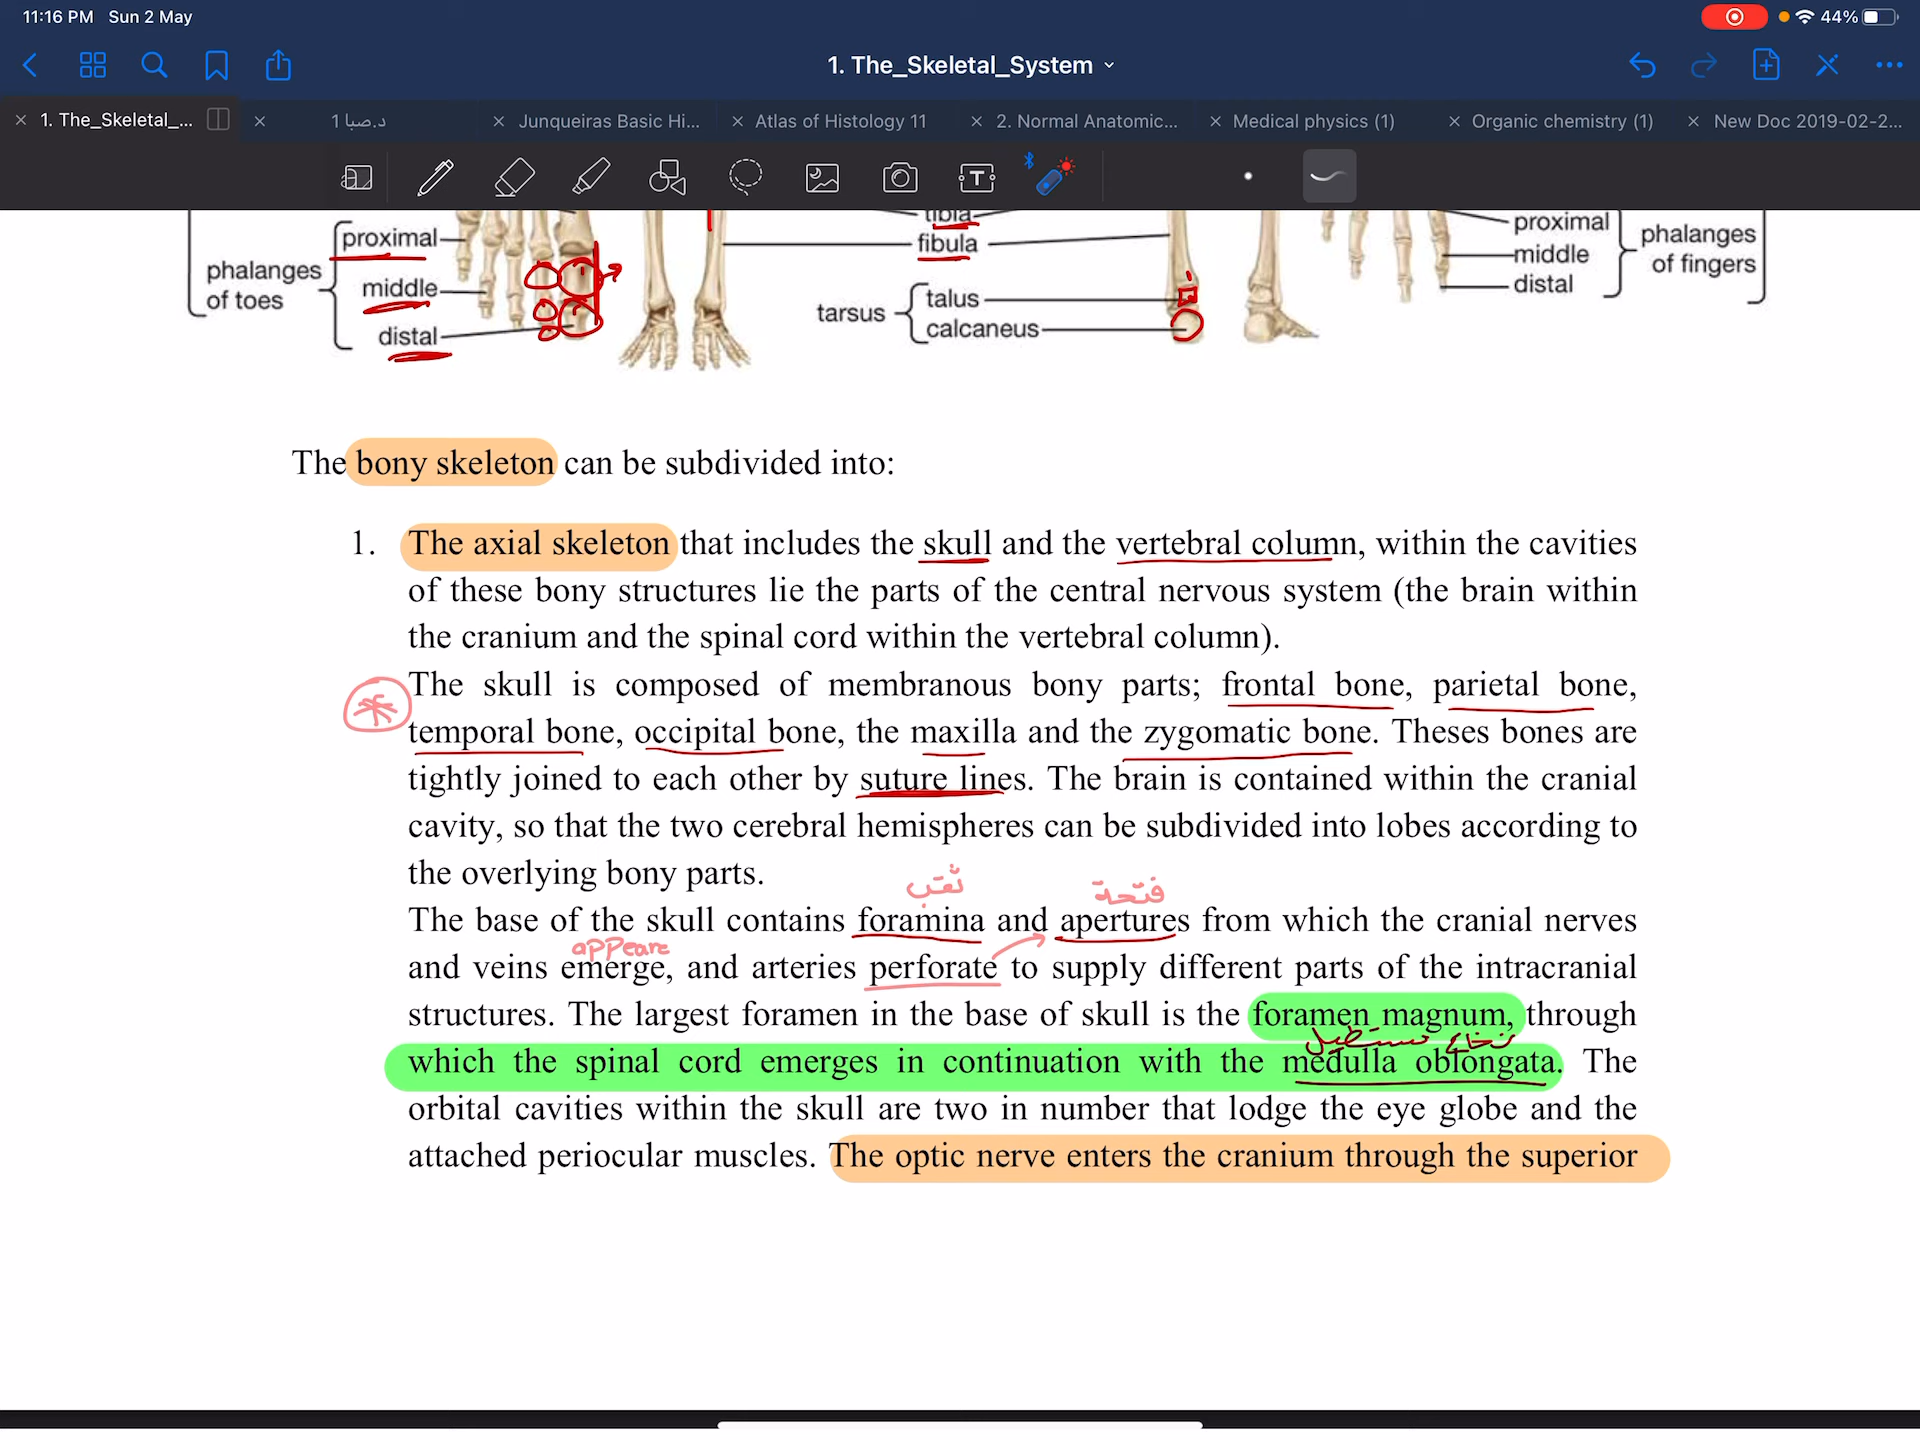 11:16 PM Sun 2 May
44%
1. The_Skeletal_System
1. The_Skeletal_...
د.صبا 1
Junqueiras Basic Hi...
Atlas of Histology 11
2. Normal Anatomic...
Medical physics (1)
Organic chemistry (1)
New Doc 2019-02-2...
phalanges of toes
proximal
middle
distal
tibia
fibula
tarsus
talus
calcaneus
proximal
middle
distal
phalanges of fingers
The bony skeleton can be subdivided into:
1. The axial skeleton that includes the skull and the vertebral column, within the cavities
of these bony structures lie the parts of the central nervous system (the brain within
the cranium and the spinal cord within the vertebral column).
The skull is composed of membranous bony parts; frontal bone, parietal bone,
temporal bone, occipital bone, the maxilla and the zygomatic bone. Theses bones are
tightly joined to each other by suture lines. The brain is contained within the cranial
cavity, so that the two cerebral hemispheres can be subdivided into lobes according to
the overlying bony parts.
ثقب فتحة
The base of the skull contains foramina and apertures from which the cranial nerves
appeare
and veins emerge, and arteries perforate to supply different parts of the intracranial
structures. The largest foramen in the base of skull is the foramen magnum, through
نخاع مستطيل
which the spinal cord emerges in continuation with the medulla oblongata. The
orbital cavities within the skull are two in number that lodge the eye globe and the
attached periocular muscles. The optic nerve enters the cranium through the superior